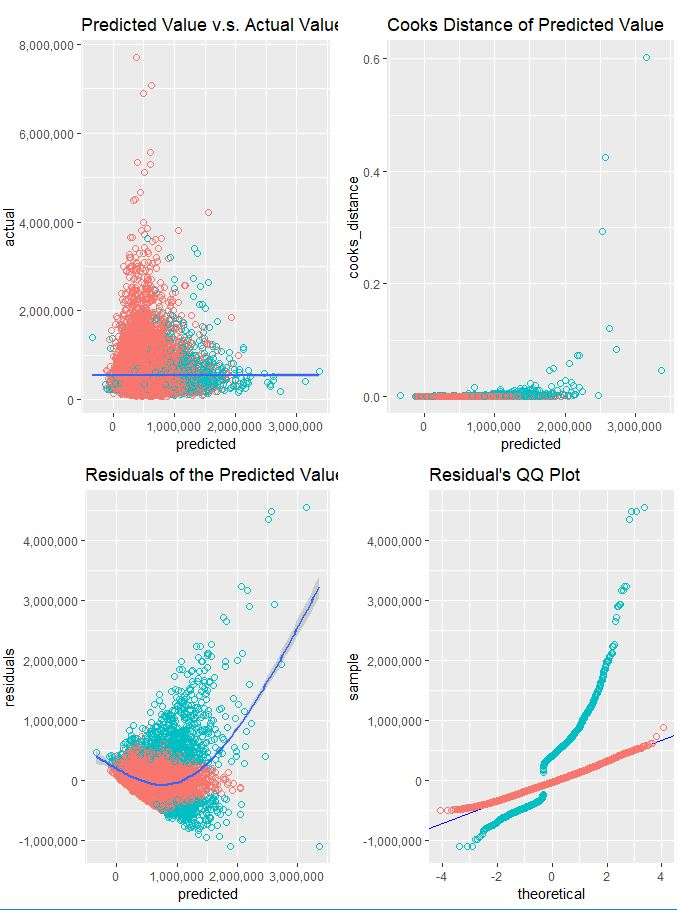 Predicted Value v.s. Actual Value
8,000,000
6,000,000
4,000,000
2,000,000
0
actual
0 1,000,000 2,000,000 3,000,000
predicted
Cooks Distance of Predicted Value
0.6
0.4
0.2
0.0
cooks_distance
0 1,000,000 2,000,000 3,000,000
predicted
Residuals of the Predicted Value
4,000,000
3,000,000
2,000,000
1,000,000
0
-1,000,000
residuals
0 1,000,000 2,000,000 3,000,000
predicted
Residual's QQ Plot
4,000,000
3,000,000
2,000,000
1,000,000
0
-1,000,000
sample
-4 -2 0 2 4
theoretical